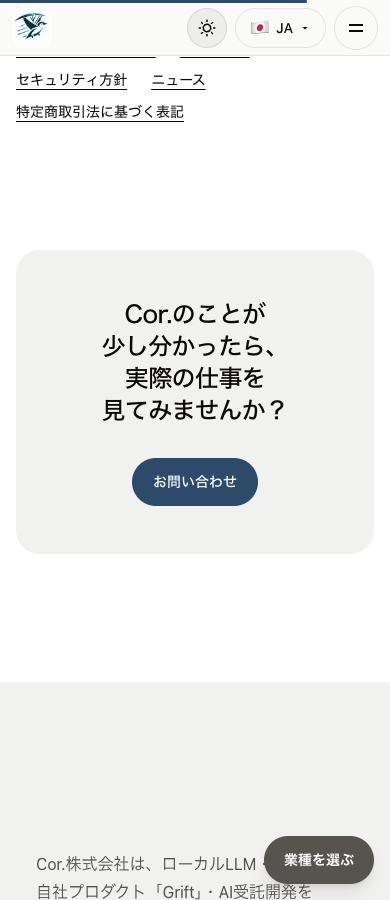 JA
セキュリティ方針 ニュース
特定商取引法に基づく表記
Cor.のことが
少し分かったら、
実際の仕事を
見てみませんか？
お問い合わせ
業種を選ぶ
Cor.株式会社は、ローカルLLM・
自社プロダクト「Grift」・AI受託開発を